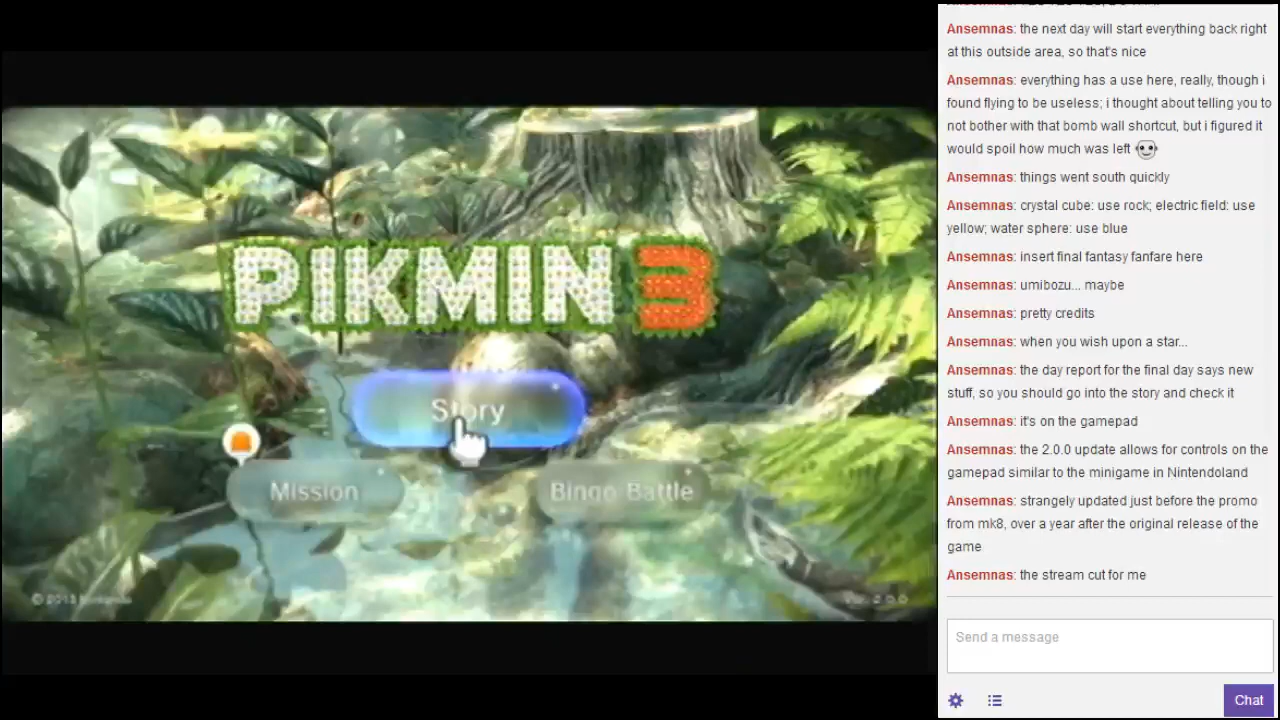 PIKMIN 3
Story
Mission
Bingo Battle
© 2013 Nintendo
Ver. 2.0.0
Ansemnas: the next day will start everything back right
at this outside area, so that's nice
Ansemnas: everything has a use here, really, though i
found flying to be useless; i thought about telling you to
not bother with that bomb wall shortcut, but i figured it
would spoil how much was left
Ansemnas: things went south quickly
Ansemnas: crystal cube: use rock; electric field: use
yellow; water sphere: use blue
Ansemnas: insert final fantasy fanfare here
Ansemnas: umibozu... maybe
Ansemnas: pretty credits
Ansemnas: when you wish upon a star...
Ansemnas: the day report for the final day says new
stuff, so you should go into the story and check it
Ansemnas: it's on the gamepad
Ansemnas: the 2.0.0 update allows for controls on the
gamepad similar to the minigame in Nintendoland
Ansemnas: strangely updated just before the promo
from mk8, over a year after the original release of the
game
Ansemnas: the stream cut for me
Send a message
Chat